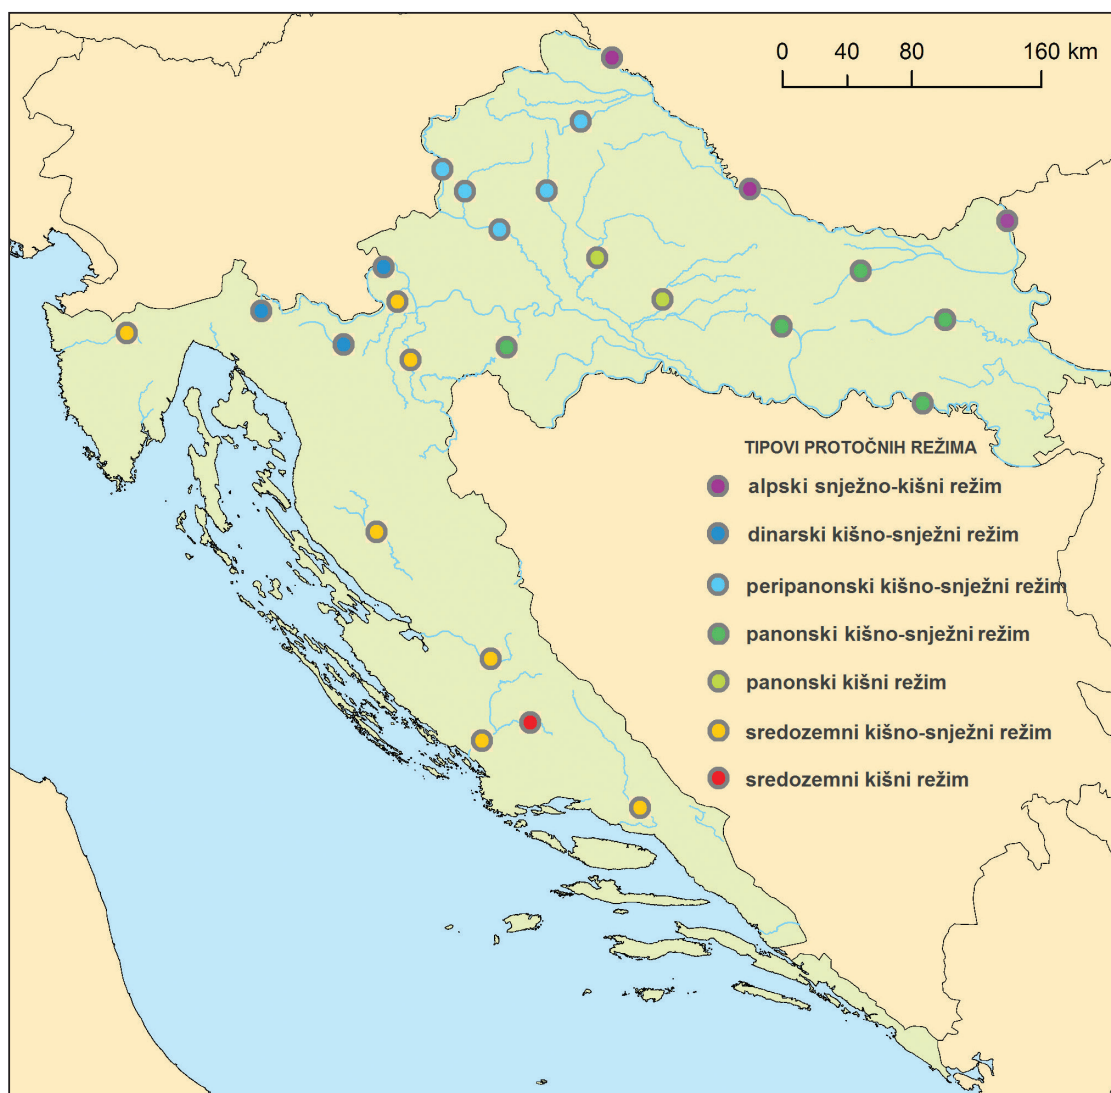 0 40 80 160 km
TIPOVI PROTOČNIH REŽIMA
alpski snježno-kišni režim
dinarski kišno-snježni režim
peripanonski kišno-snježni režim
panonski kišno-snježni režim
panonski kišni režim
sredozemni kišno-snježni režim
sredozemni kišni režim